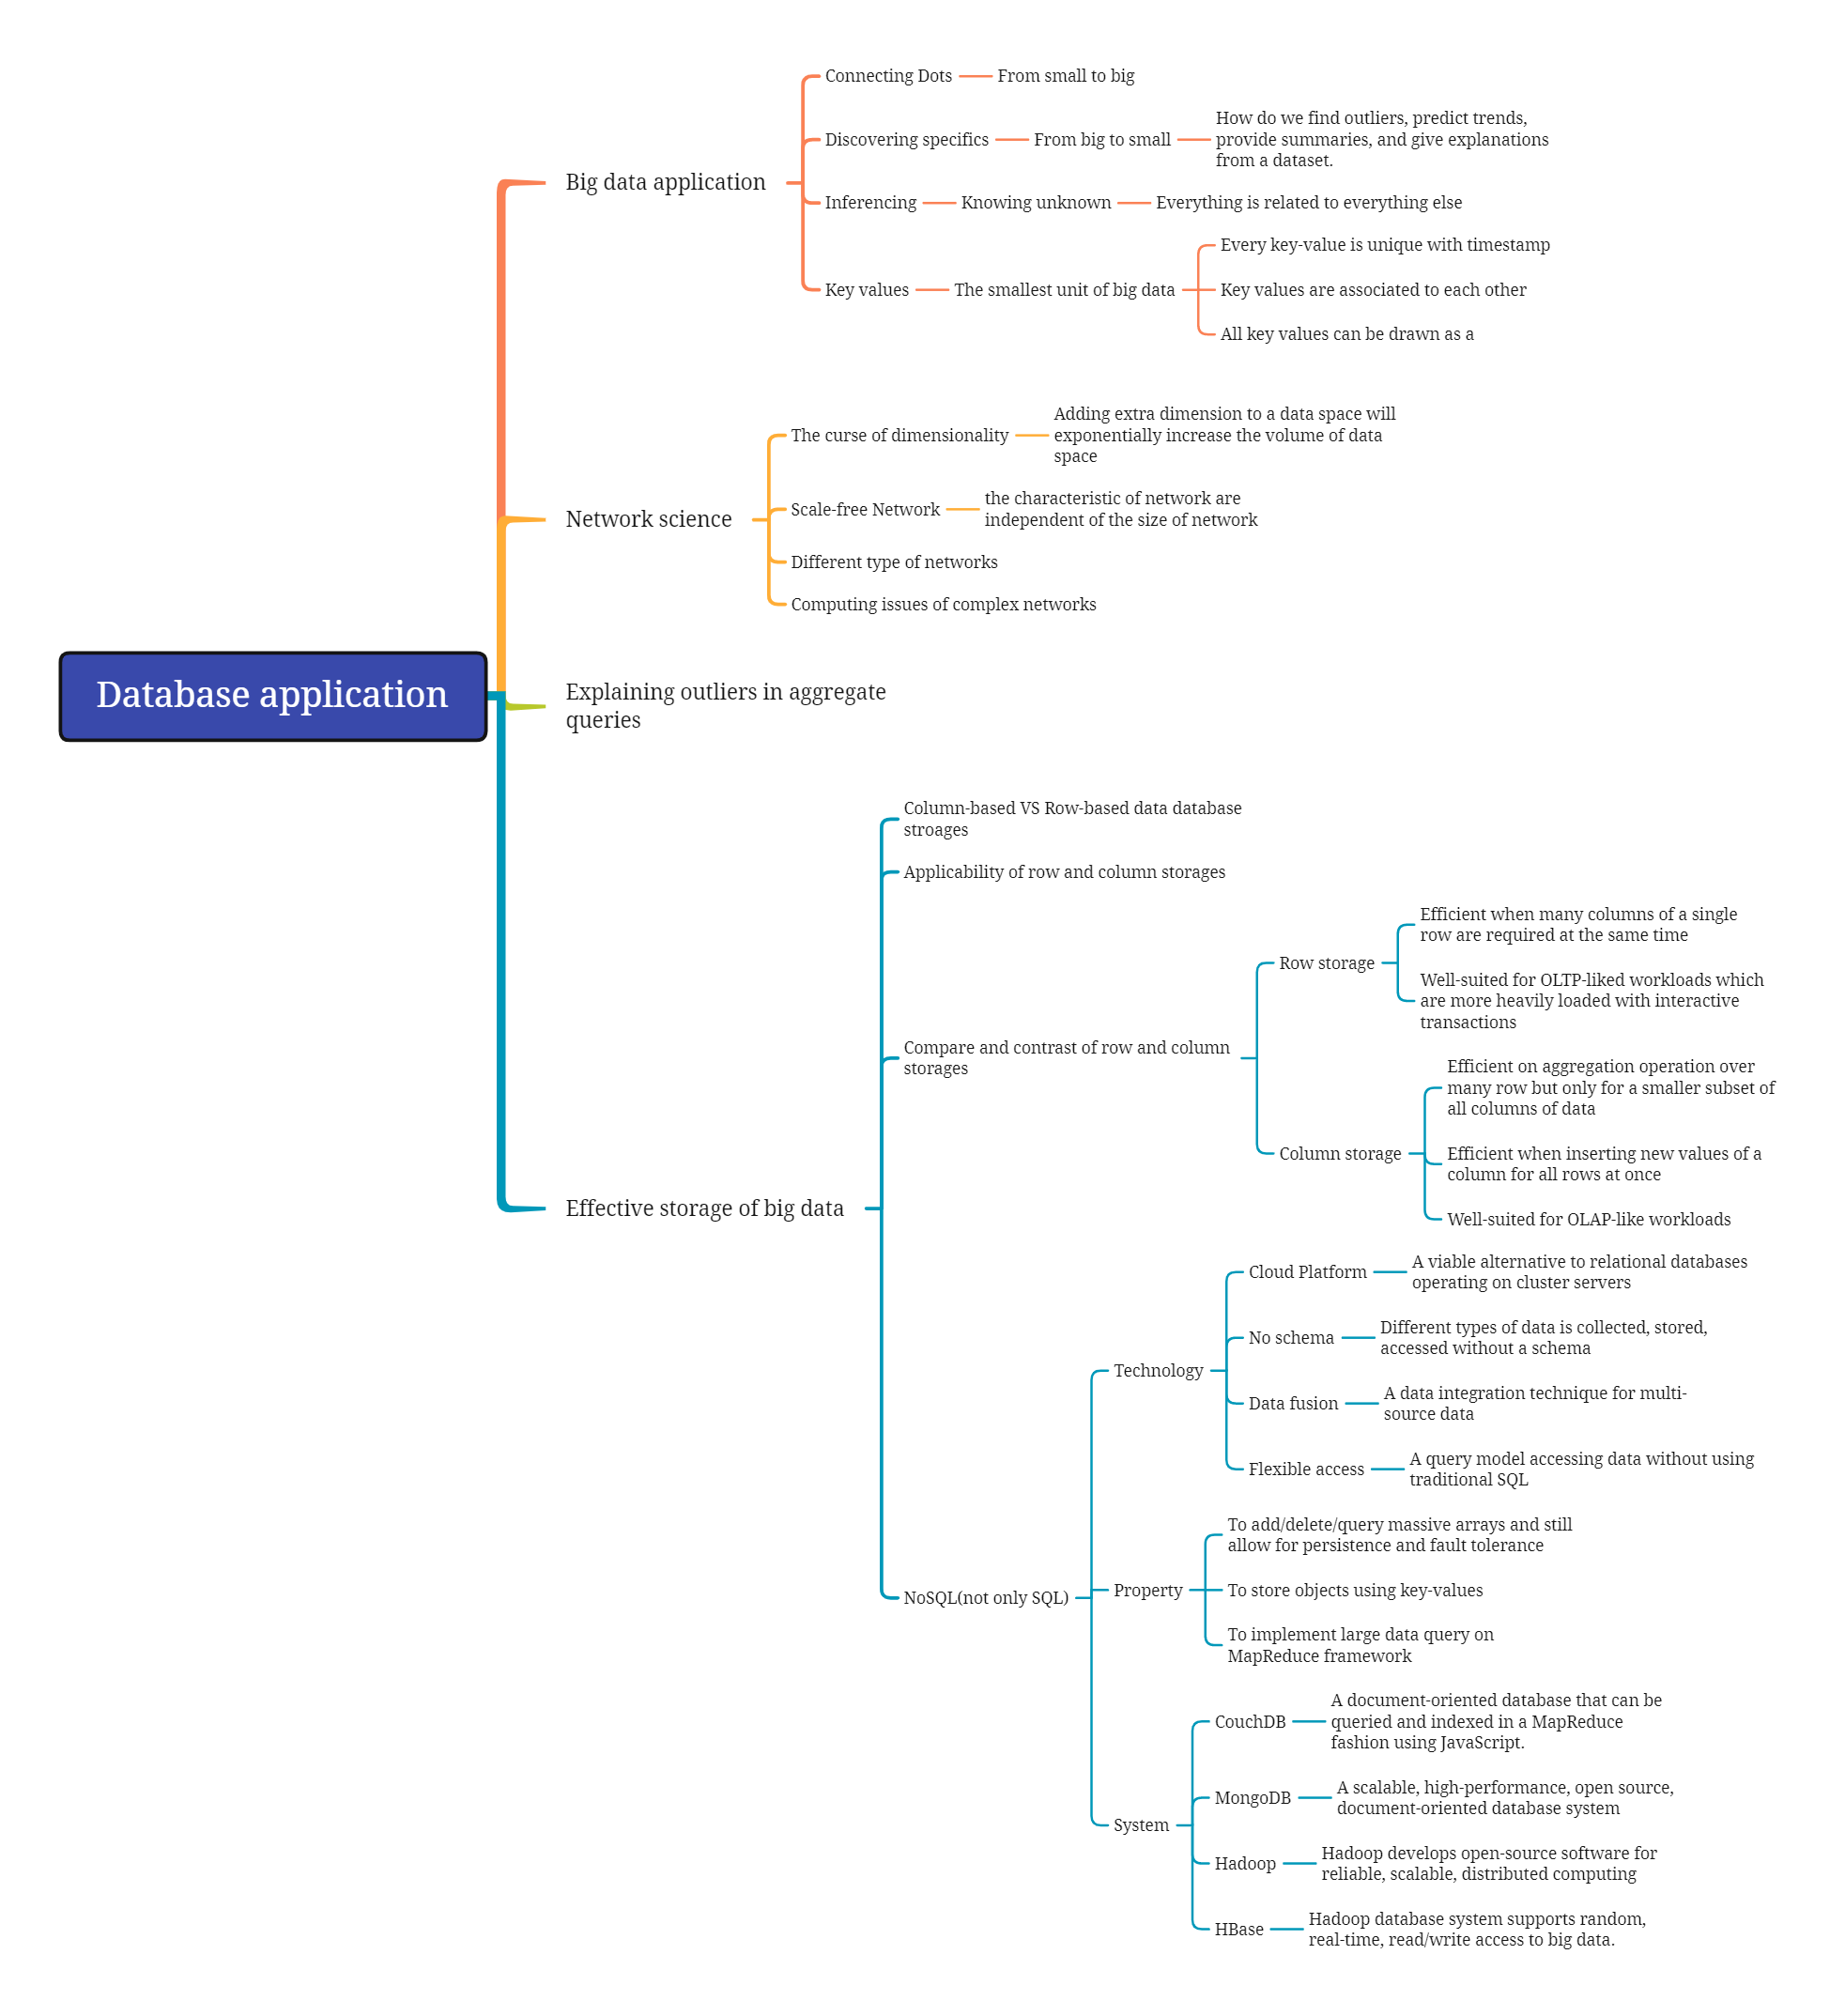 Connecting Dots
From small to big
Discovering specifics
From big to small
How do we find outliers, predict trends,
provide summaries, and give explanations
from a dataset.
Big data application
Inferencing
Knowing unknown
Everything is related to everything else
Key values
The smallest unit of big data
Every key-value is unique with timestamp
Key values are associated to each other
All key values can be drawn as a
Network science
The curse of dimensionality
Adding extra dimension to a data space will
exponentially increase the volume of data
space
Scale-free Network
the characteristic of network are
independent of the size of network
Different type of networks
Computing issues of complex networks
Database application
Explaining outliers in aggregate
queries
Effective storage of big data
Column-based VS Row-based data database
stroages
Applicability of row and column storages
Compare and contrast of row and column
storages
Row storage
Efficient when many columns of a single
row are required at the same time
Well-suited for OLTP-liked workloads which
are more heavily loaded with interactive
transactions
Column storage
Efficient on aggregation operation over
many row but only for a smaller subset of
all columns of data
Efficient when inserting new values of a
column for all rows at once
Well-suited for OLAP-like workloads
NoSQL(not only SQL)
Technology
Cloud Platform
A viable alternative to relational databases
operating on cluster servers
No schema
Different types of data is collected, stored,
accessed without a schema
Data fusion
A data integration technique for multi-
source data
Flexible access
A query model accessing data without using
traditional SQL
Property
To add/delete/query massive arrays and still
allow for persistence and fault tolerance
To store objects using key-values
To implement large data query on
MapReduce framework
System
CouchDB
A document-oriented database that can be
queried and indexed in a MapReduce
fashion using JavaScript.
MongoDB
A scalable, high-performance, open source,
document-oriented database system
Hadoop
Hadoop develops open-source software for
reliable, scalable, distributed computing
HBase
Hadoop database system supports random,
real-time, read/write access to big data.